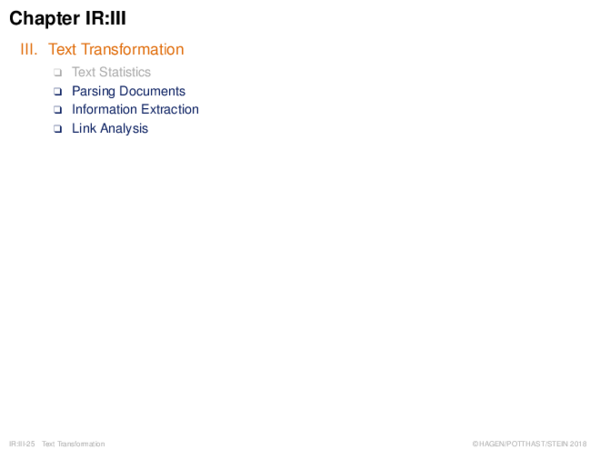 Chapter IR:III
III. Text Transformation
❑ Text Statistics
❑ Parsing Documents
❑ Information Extraction
❑ Link Analysis
IR:III-25 Text Transformation ©HAGEN/POTTHAST/STEIN 2018